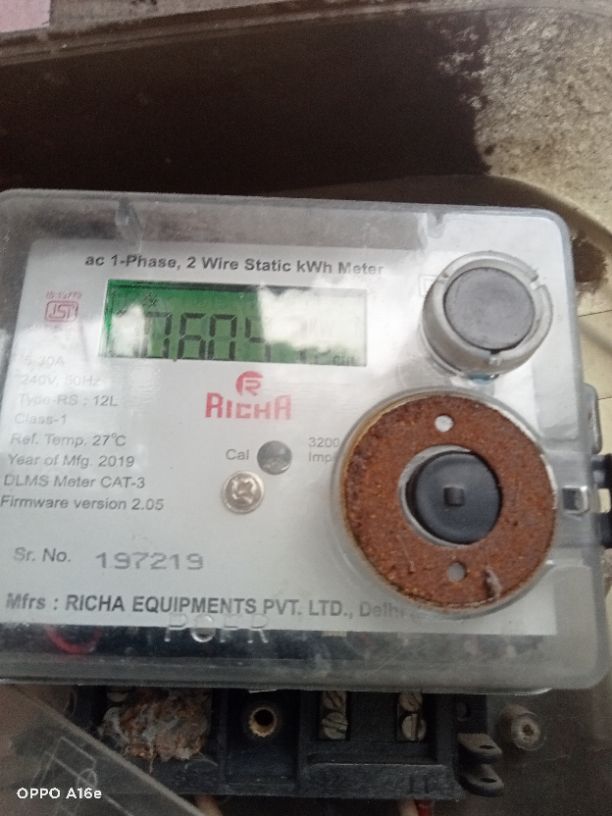 ac 1-Phase, 2 Wire Static kWh Meter
240V, 50Hz
RICHA
Type-RS : 12L
Class-1
Ref. Temp. 27°C
Cal
3200
Year of Mfg. 2019
DLMS Meter CAT-3
Firmware version 2.05
Sr. No. 197219
Mfrs : RICHA EQUIPMENTS PVT. LTD., Delhi
OPPO A16e